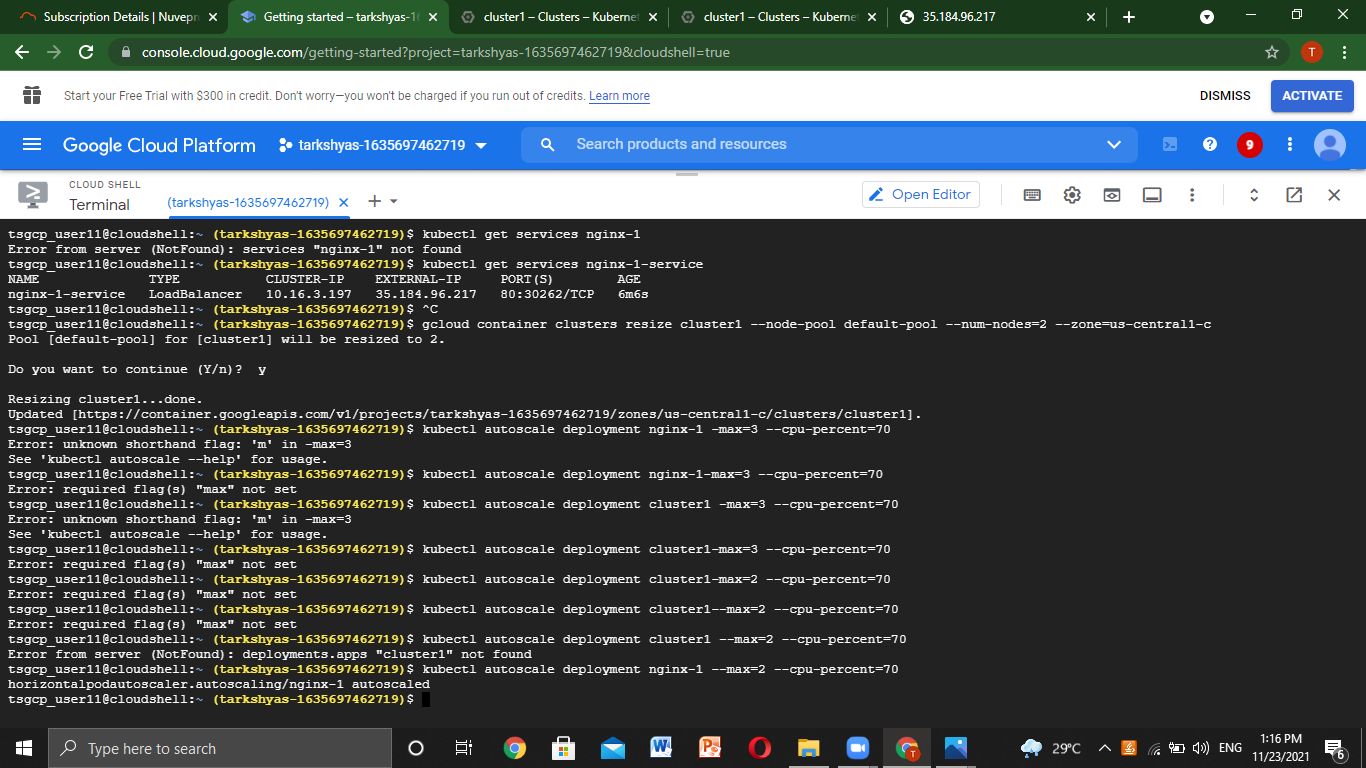 Subscription Details | Nuvepro
Getting started – tarkshyas-16
cluster1 – Clusters – Kubernet
cluster1 – Clusters – Kubernet
35.184.96.217
console.cloud.google.com/getting-started?project=tarkshyas-1635697462719&cloudshell=true
T
Start your Free Trial with $300 in credit. Don't worry—you won't be charged if you run out of credits. Learn more
DISMISS
ACTIVATE
Google Cloud Platform
tarkshyas-1635697462719
Search products and resources
9
CLOUD SHELL
Terminal
(tarkshyas-1635697462719)
Open Editor
tsgcp_user11@cloudshell:~ (tarkshyas-1635697462719)$ kubectl get services nginx-1
Error from server (NotFound): services "nginx-1" not found
tsgcp_user11@cloudshell:~ (tarkshyas-1635697462719)$ kubectl get services nginx-1-service
NAME TYPE CLUSTER-IP EXTERNAL-IP PORT(S) AGE
nginx-1-service LoadBalancer 10.16.3.197 35.184.96.217 80:30262/TCP 6m6s
tsgcp_user11@cloudshell:~ (tarkshyas-1635697462719)$ ^C
tsgcp_user11@cloudshell:~ (tarkshyas-1635697462719)$ gcloud container clusters resize cluster1 --node-pool default-pool --num-nodes=2 --zone=us-central1-c
Pool [default-pool] for [cluster1] will be resized to 2.
Do you want to continue (Y/n)? y
Resizing cluster1...done.
Updated [https://container.googleapis.com/v1/projects/tarkshyas-1635697462719/zones/us-central1-c/clusters/cluster1].
tsgcp_user11@cloudshell:~ (tarkshyas-1635697462719)$ kubectl autoscale deployment nginx-1 -max=3 --cpu-percent=70
Error: unknown shorthand flag: 'm' in -max=3
See 'kubectl autoscale --help' for usage.
tsgcp_user11@cloudshell:~ (tarkshyas-1635697462719)$ kubectl autoscale deployment nginx-1-max=3 --cpu-percent=70
Error: required flag(s) "max" not set
tsgcp_user11@cloudshell:~ (tarkshyas-1635697462719)$ kubectl autoscale deployment cluster1 -max=3 --cpu-percent=70
Error: unknown shorthand flag: 'm' in -max=3
See 'kubectl autoscale --help' for usage.
tsgcp_user11@cloudshell:~ (tarkshyas-1635697462719)$ kubectl autoscale deployment cluster1-max=3 --cpu-percent=70
Error: required flag(s) "max" not set
tsgcp_user11@cloudshell:~ (tarkshyas-1635697462719)$ kubectl autoscale deployment cluster1-max=2 --cpu-percent=70
Error: required flag(s) "max" not set
tsgcp_user11@cloudshell:~ (tarkshyas-1635697462719)$ kubectl autoscale deployment cluster1--max=2 --cpu-percent=70
Error: required flag(s) "max" not set
tsgcp_user11@cloudshell:~ (tarkshyas-1635697462719)$ kubectl autoscale deployment cluster1 --max=2 --cpu-percent=70
Error from server (NotFound): deployments.apps "cluster1" not found
tsgcp_user11@cloudshell:~ (tarkshyas-1635697462719)$ kubectl autoscale deployment nginx-1 --max=2 --cpu-percent=70
horizontalpodautoscaler.autoscaling/nginx-1 autoscaled
tsgcp_user11@cloudshell:~ (tarkshyas-1635697462719)$
Type here to search
29°C
ENG
1:16 PM
11/23/2021
6